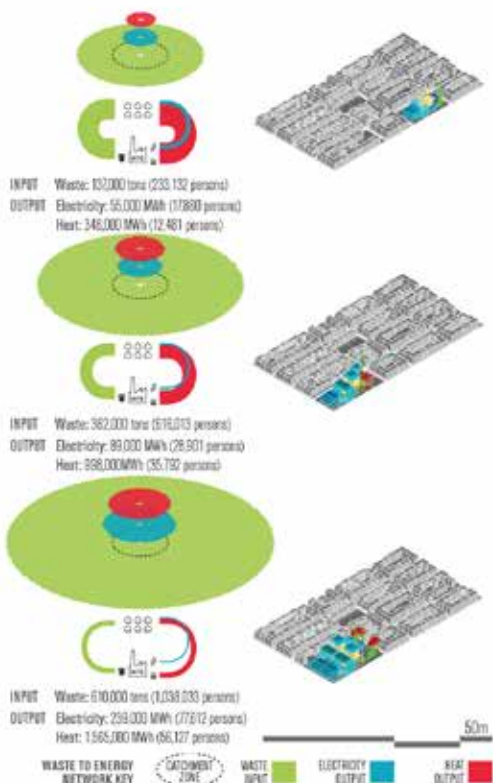 INPUT Waste: 137,000 tons (233,132 persons)
OUTPUT Electricity: 55,000 MWh (persons)
Heat: 348,000 MWh (12,481 persons)
INPUT Waste: 362,000 tons (616,013 persons)
OUTPUT Electricity: 89,000 MWh (28,901 persons)
Heat: 998,000MWh (35,792 persons)
INPUT Waste: 610,000 tons (1,038,033 persons)
OUTPUT Electricity: 239,000 MWh (77,612 persons)
Heat: 1,565,000 MWh (56,127 persons)
50m
WASTE TO ENERGY NETWORK KEY
CATCHMENT ZONE
WASTE INPUT
ELECTRICITY OUTPUT
HEAT OUTPUT